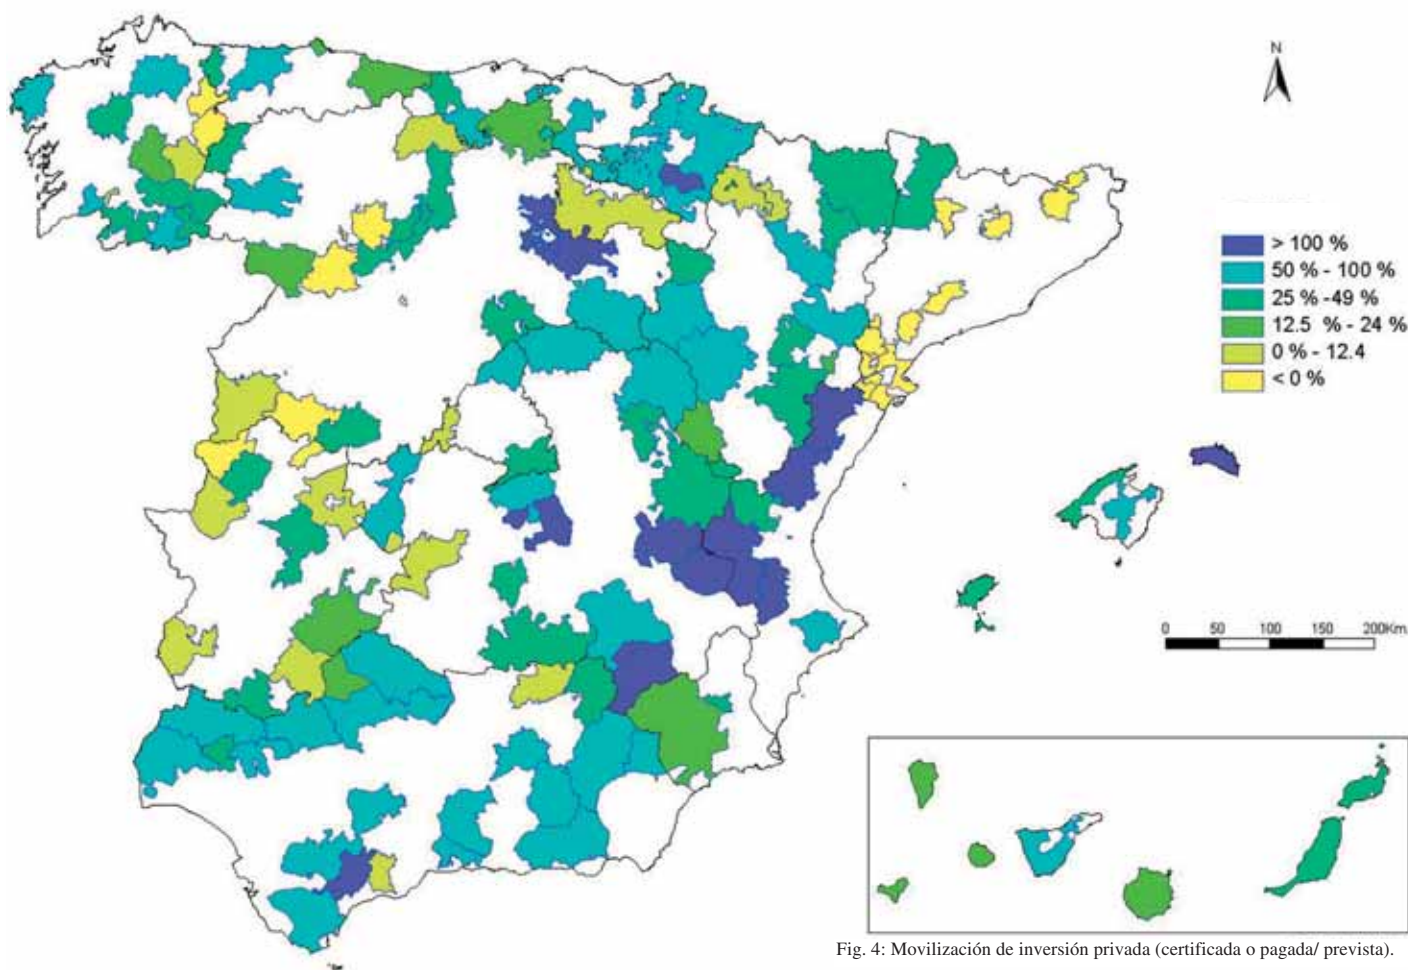 N
> 100 %
50 % - 100 %
25 % -49 %
12.5 % - 24 %
0 % - 12.4
< 0 %
0 50 100 150 200Km.
Fig. 4: Movilización de inversión privada (certificada o pagada/ prevista).